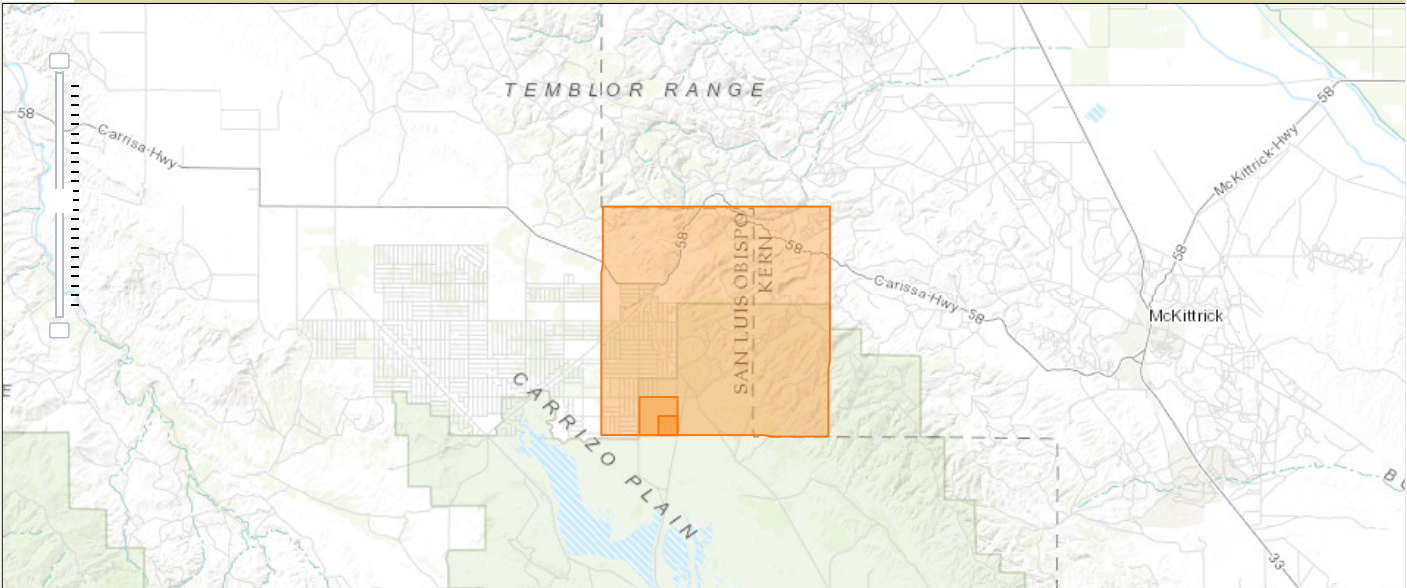 TEMBLOR RANGE
58
Carrisa-Hwy
58
McKittrick-Hwy
58
58
58
SAN LUIS OBISPO
KERN
Carissa-Hwy-58
McKittrick
E
CARRIZO PLAIN
33